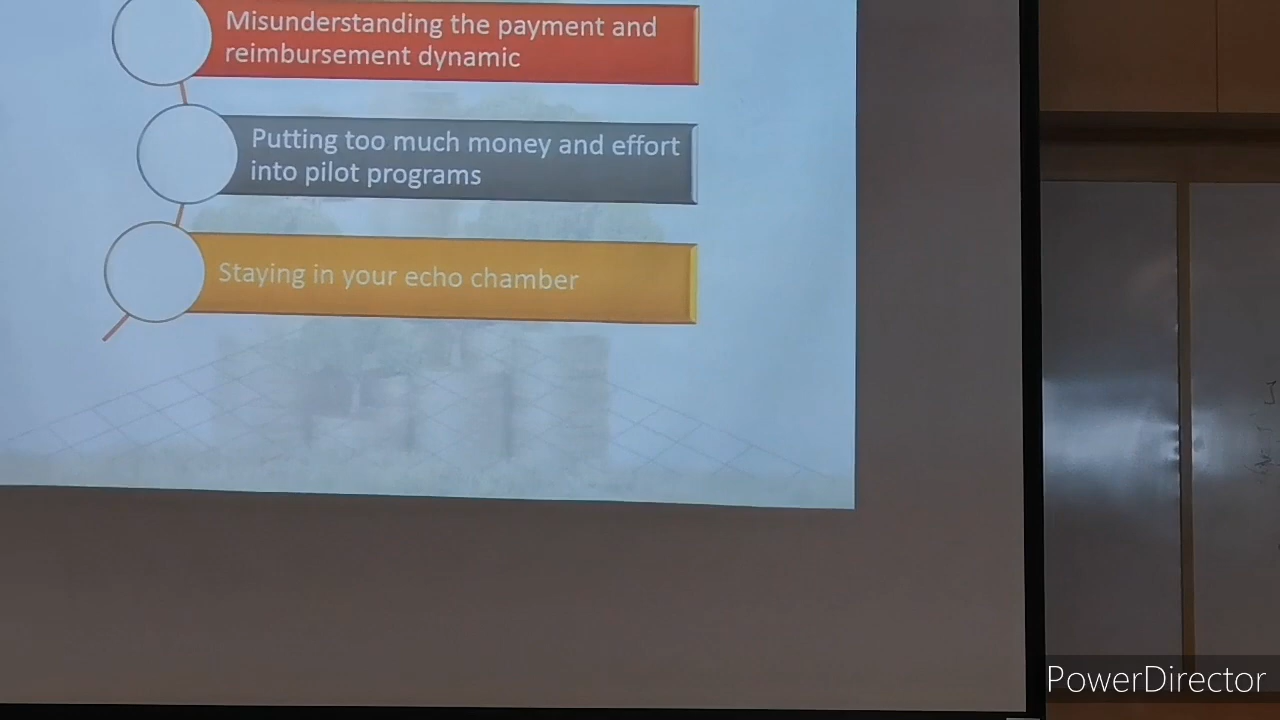 Misunderstanding the payment and
reimbursement dynamic
Putting too much money and effort
into pilot programs
Staying in your echo chamber
PowerDirector